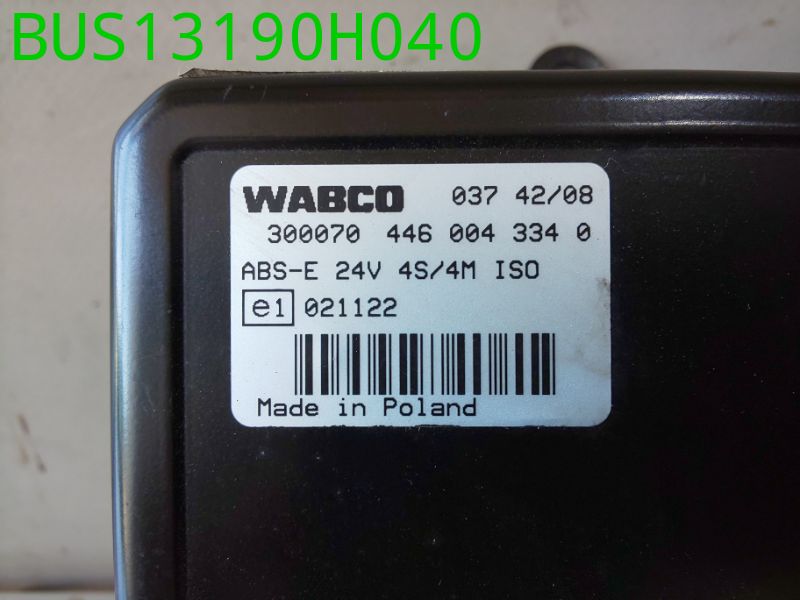 BUS13190H040
WABCO 037 42/08
300070 446 004 334 0
ABS-E 24V 4S/4M ISO
e1 021122
Made in Poland